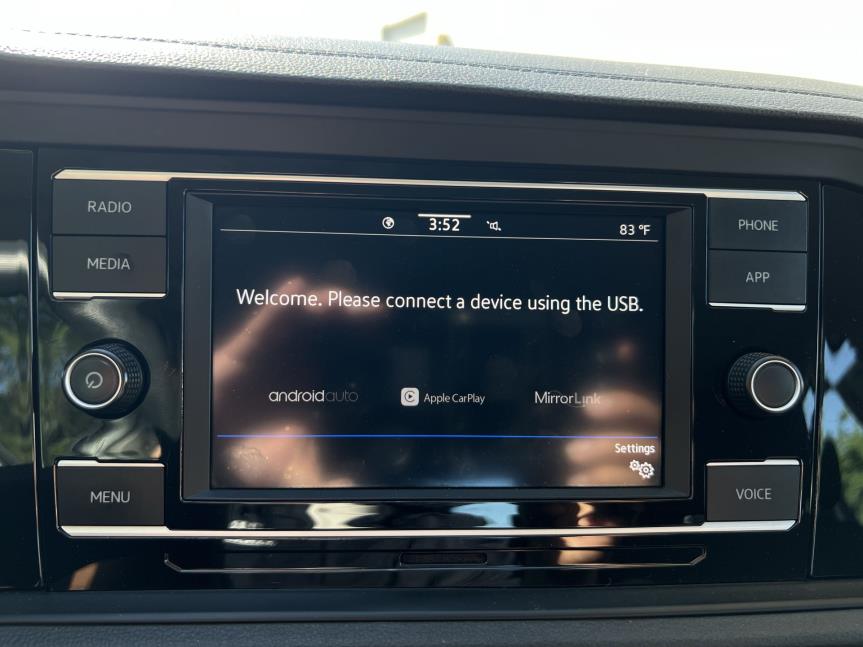 RADIO
MEDIA
MENU
3:52
83 °F
Welcome. Please connect a device using the USB.
androidauto
Apple CarPlay
MirrorLink
Settings
PHONE
APP
VOICE